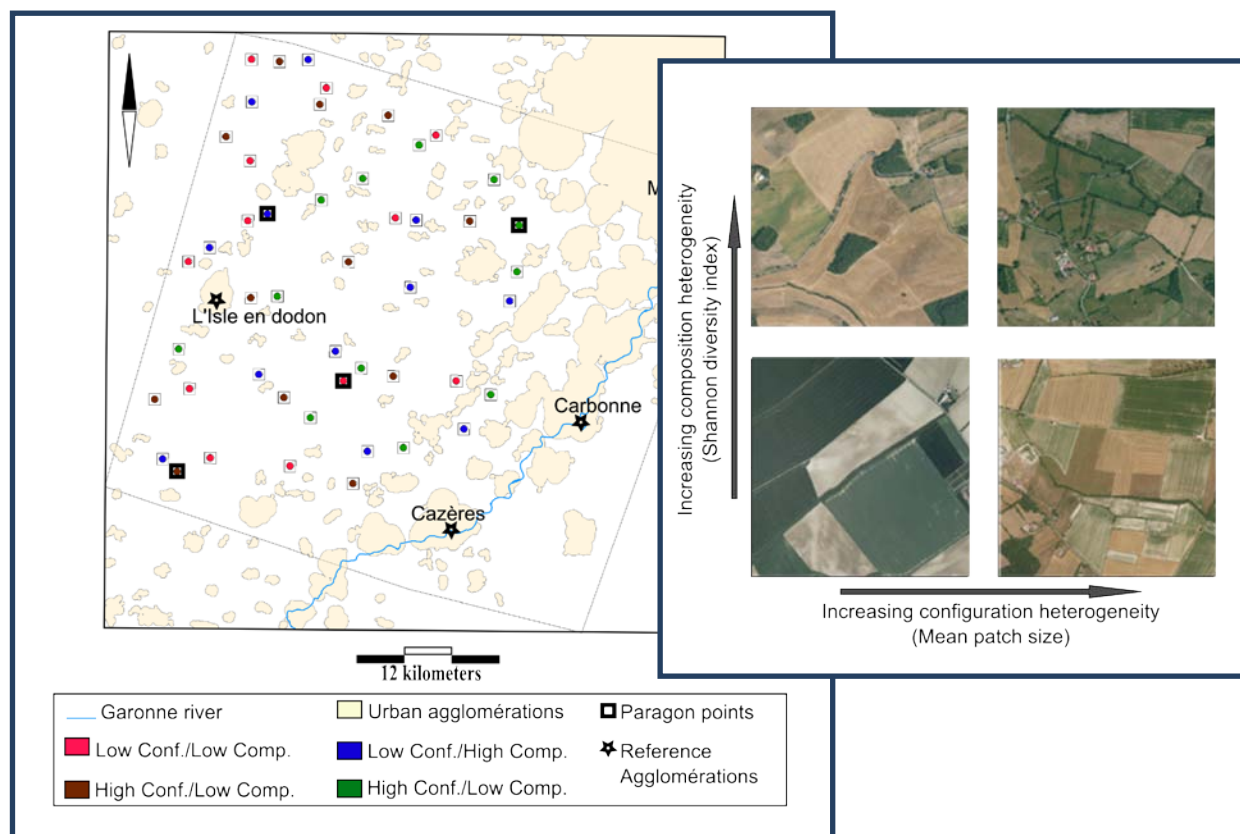 M
L'Isle en dodon
Carbonne
Cazères
12 kilometers
Garonne river
Urban agglomérations
Paragon points
Low Conf./Low Comp.
Low Conf./High Comp.
Reference
Agglomérations
High Conf./Low Comp.
High Conf./Low Comp.
Increasing composition heterogeneity
(Shannon diversity index)
Increasing configuration heterogeneity
(Mean patch size)